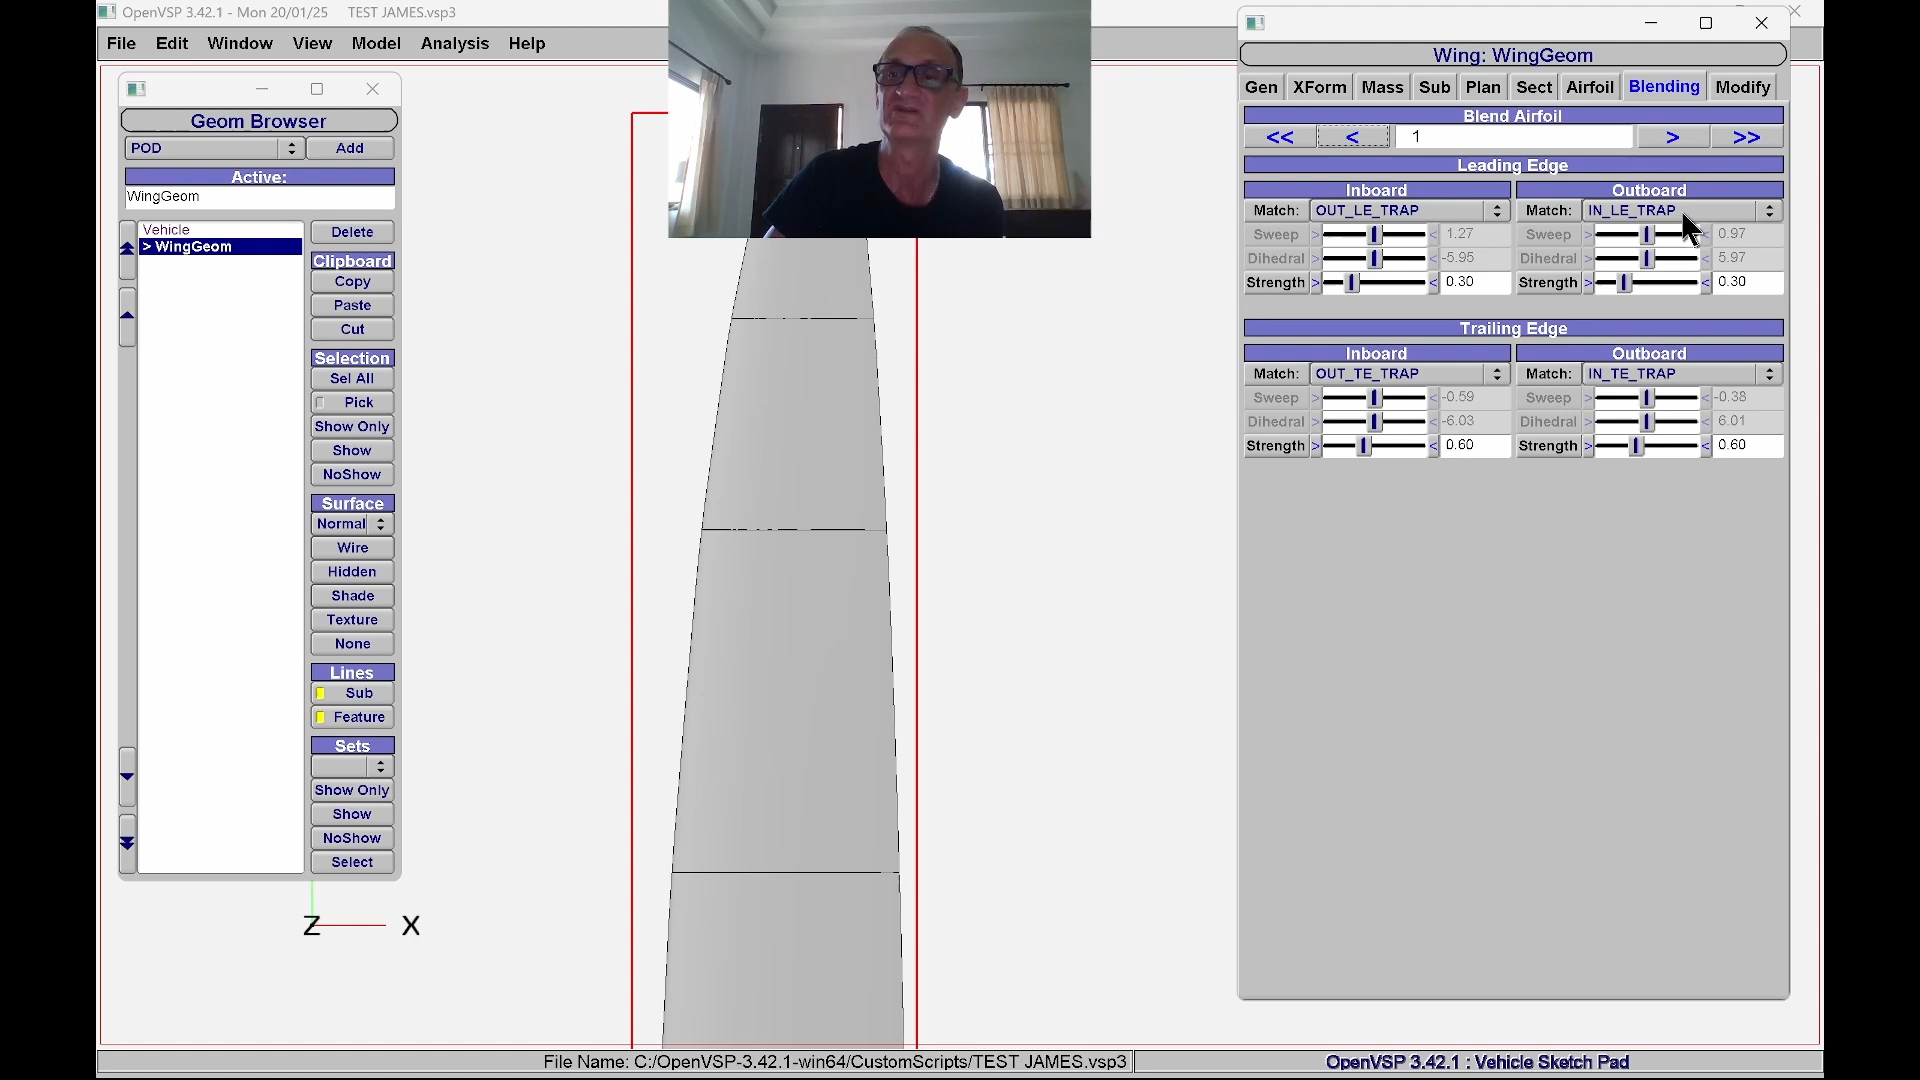 OpenVSP 3.42.1 - Mon 20/01/25 TEST JAMES.vsp3
File Edit Window View Model Analysis Help
Geom Browser
POD Add
Active:
WingGeom
Vehicle
> WingGeom
Delete
Clipboard
Copy
Paste
Cut
Selection
Sel All
Pick
Show Only
Show
NoShow
Surface
Normal
Wire
Hidden
Shade
Texture
None
Lines
Sub
Feature
Sets
Show Only
Show
NoShow
Select
Z X
Wing: WingGeom
Gen XForm Mass Sub Plan Sect Airfoil Blending Modify
Blend Airfoil
<< < 1 > >>
Leading Edge
Inboard Outboard
Match: OUT_LE_TRAP Match: IN_LE_TRAP
Sweep > < 1.27 Sweep > < 0.97
Dihedral > < -5.95 Dihedral > < 5.97
Strength > < 0.30 Strength > < 0.30
Trailing Edge
Inboard Outboard
Match: OUT_TE_TRAP Match: IN_TE_TRAP
Sweep > < -0.59 Sweep > < -0.38
Dihedral > < -6.03 Dihedral > < 6.01
Strength > < 0.60 Strength > < 0.60
File Name: C:/OpenVSP-3.42.1-win64/CustomScripts/TEST JAMES.vsp3 OpenVSP 3.42.1 : Vehicle Sketch Pad